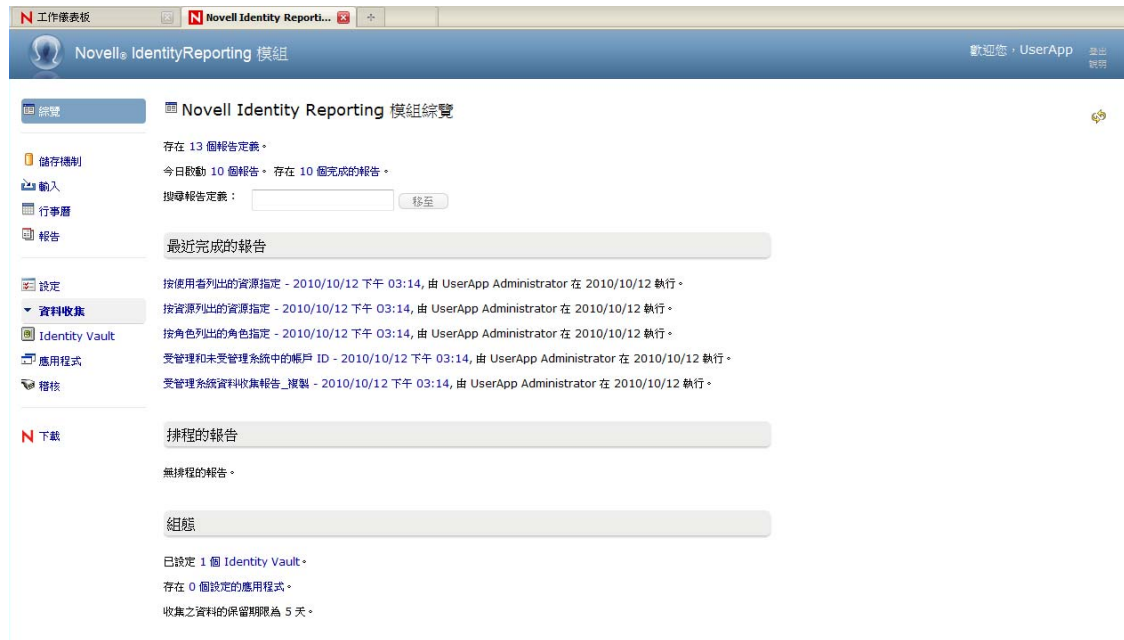 工作儀表板
Novell Identity Reporti...
Novell® IdentityReporting 模組
歡迎您，UserApp
登出
說明
綜覽
儲存機制
輸入
行事曆
報告
設定
資料收集
Identity Vault
應用程式
稽核
下載
Novell Identity Reporting 模組綜覽
存在 13 個報告定義。
今日啟動 10 個報告。 存在 10 個完成的報告。
搜尋報告定義：
移至
最近完成的報告
按使用者列出的資源指定 - 2010/10/12 下午 03:14, 由 UserApp Administrator 在 2010/10/12 執行。
按資源列出的資源指定 - 2010/10/12 下午 03:14, 由 UserApp Administrator 在 2010/10/12 執行。
按角色列出的角色指定 - 2010/10/12 下午 03:14, 由 UserApp Administrator 在 2010/10/12 執行。
受管理和未受管理系統中的帳戶 ID - 2010/10/12 下午 03:14, 由 UserApp Administrator 在 2010/10/12 執行。
受管理系統資料收集報告_複製 - 2010/10/12 下午 03:14, 由 UserApp Administrator 在 2010/10/12 執行。
排程的報告
無排程的報告。
組態
已設定 1 個 Identity Vault。
存在 0 個設定的應用程式。
收集之資料的保留期限為 5 天。